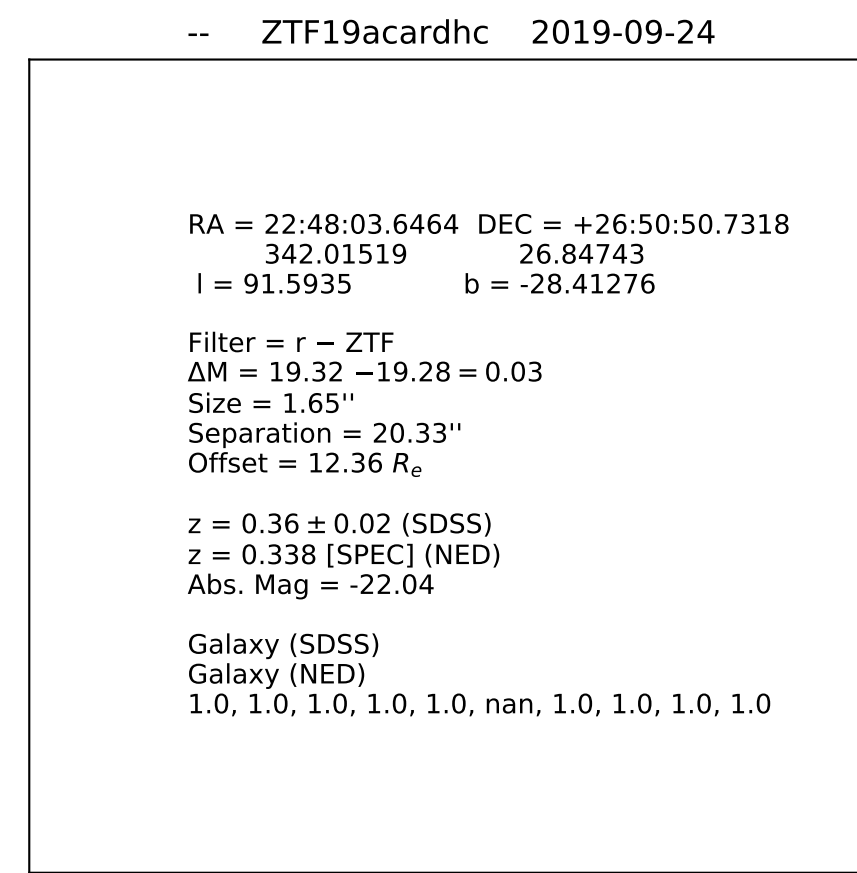 -- ZTF19acardhc 2019-09-24
RA = 22:48:03.6464 DEC = +26:50:50.7318
342.01519 26.84743
l = 91.5935 b = -28.41276
Filter = r − ZTF
ΔM = 19.32 −19.28 = 0.03
Size = 1.65''
Separation = 20.33''
Offset = 12.36 Rₑ
z = 0.36 ± 0.02 (SDSS)
z = 0.338 [SPEC] (NED)
Abs. Mag = -22.04
Galaxy (SDSS)
Galaxy (NED)
1.0, 1.0, 1.0, 1.0, 1.0, nan, 1.0, 1.0, 1.0, 1.0